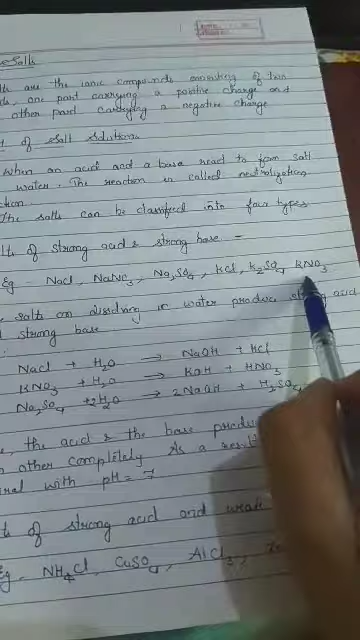 Salts
are the ionic compounds consisting of two
one part carrying a positive charge and
other part carrying a negative charge
of salt solutions
When an acid and a base react to form salt
water. The reaction is called neutralization
The salts can be classified into four types
of strong acid & strong base -
Eg NaCl, NaNO3, Na2SO4, KCl, K2SO4 KNO3
salts on dissolving in water produce strong acid
strong base
NaCl + H2O → NaOH + HCl
KNO3 + H2O → KOH + HNO3
Na2SO4 + 2H2O → 2NaOH + H2SO4
, the acid & the base
other completely As a
with pH = 7
of strong acid and weak
Eg. NH4Cl, CuSO4, AlCl3,